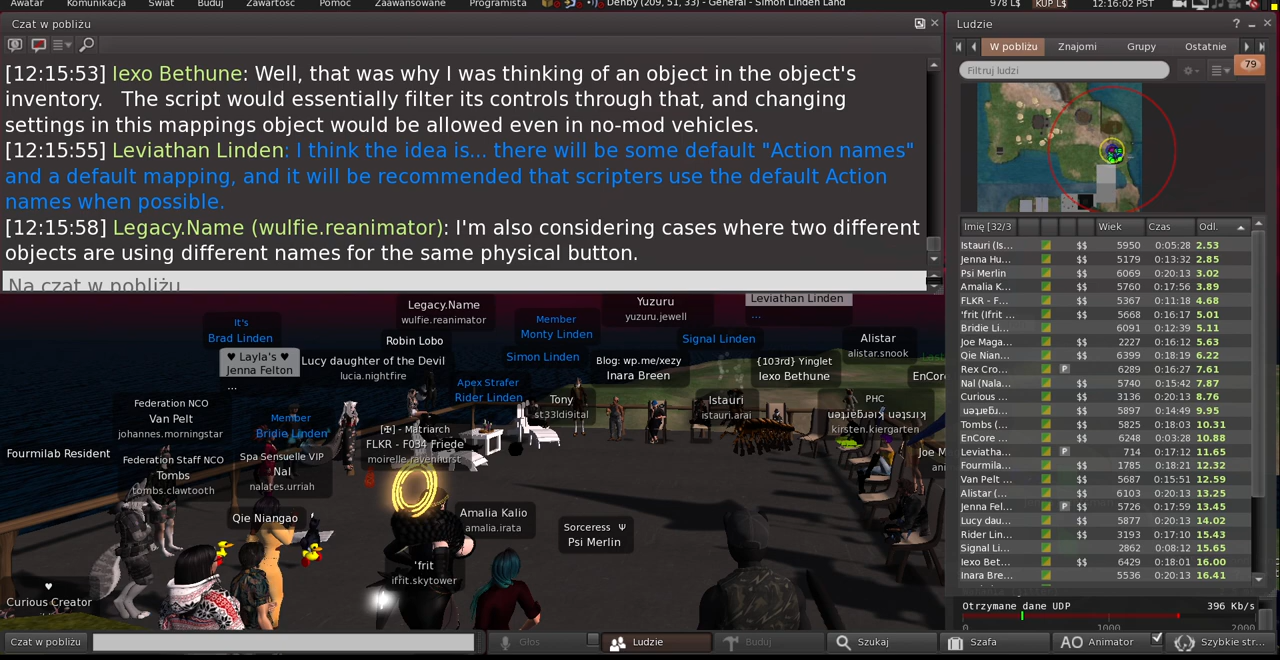 Awatar Komunikacja Świat Buduj Zawartość Pomoc Zaawansowane Programista Denby (209, 51, 33) - General - Simon Linden Land 978 L$ KUP L$ 12:16:02 PST
Czat w pobliżu
[12:15:53] Iexo Bethune: Well, that was why I was thinking of an object in the object's
inventory. The script would essentially filter its controls through that, and changing
settings in this mappings object would be allowed even in no-mod vehicles.
[12:15:55] Leviathan Linden: I think the idea is... there will be some default "Action names"
and a default mapping, and it will be recommended that scripters use the default Action
names when possible.
[12:15:58] Legacy.Name (wulfie.reanimator): I'm also considering cases where two different
objects are using different names for the same physical button.
Na czat w pobliżu
Legacy.Name
wulfie.reanimator
Yuzuru
yuzuru.jewell
Leviathan Linden
...
It's
Brad Linden
Member
Monty Linden
Robin Lobo
Signal Linden
Alistar
alistar.snook
♥ Layla's ♥
Jenna Felton
...
Lucy daughter of the Devil
lucia.nightfire
Simon Linden
Blog: wp.me/xezy
Inara Breen
{103rd} Yinglet
Iexo Bethune
EnCore
Apex Strafer
Rider Linden
Federation NCO
Van Pelt
johannes.morningstar
Member
Bridie Linden
Tony
st33ldi9ital
Istauri
istauri.arai
PHC
kirsten.kiergarten
[✠] - Matriarch
FLKR - F034 Friede
moirelle.ravenhurst
Fourmilab Resident
Federation Staff NCO
Tombs
tombs.clawtooth
Spa Sensuelle VIP
Nal
nalates.urriah
Joe M
ani
Qie Niangao
Amalia Kalio
amalia.irata
Sorceress Ψ
Psi Merlin
'frit
ifrit.skytower
♥
Curious Creator
Ludzie
? _ ×
W pobliżu Znajomi Grupy Ostatnie
Filtruj ludzi
79
Imię [32/3 Wiek Czas Odl.
Istauri (Is... $$ 5950 0:05:28 2.53
Jenna Hu... $$ 5179 0:13:32 2.85
Psi Merlin $$ 6069 0:20:13 3.02
Amalia K... $$ 5760 0:17:56 3.89
FLKR - F... $$ 5367 0:11:18 4.68
'frit (Ifrit ... $$ 5668 0:16:17 5.01
Bridie Li... 6091 0:12:39 5.11
Joe Maga... $$ 2227 0:16:12 5.63
Qie Nian... $$ 6399 0:18:19 6.22
Rex Cro... P 6289 0:16:27 7.61
Nal (Nala... $$ 5740 0:15:42 7.87
Curious ... $$ 3136 0:20:13 8.76
$$ 5897 0:14:49 9.95
Tombs (... $$ 5825 0:18:03 10.31
EnCore ... $$ 6248 0:03:28 10.88
Leviatha... P 714 0:17:12 11.65
Fourmila... $$ 1785 0:18:21 12.32
Van Pelt ... $$ 5687 0:15:51 12.59
Alistar (... $$ 6103 0:20:13 13.25
Jenna Fel... P $$ 5726 0:17:59 13.45
Lucy dau... $$ 5877 0:20:13 14.02
Rider Lin... $$ 3193 0:17:10 15.43
Signal Li... 2862 0:08:12 15.65
Iexo Bet... $$ 6429 0:18:01 16.00
Inara Bre... 5536 0:20:13 16.41
Otrzymane dane UDP 396 Kb/s
0 1000 2000
Czat w pobliżu Głos Ludzie Buduj Szukaj Szafa AO Animator Szybkie str...